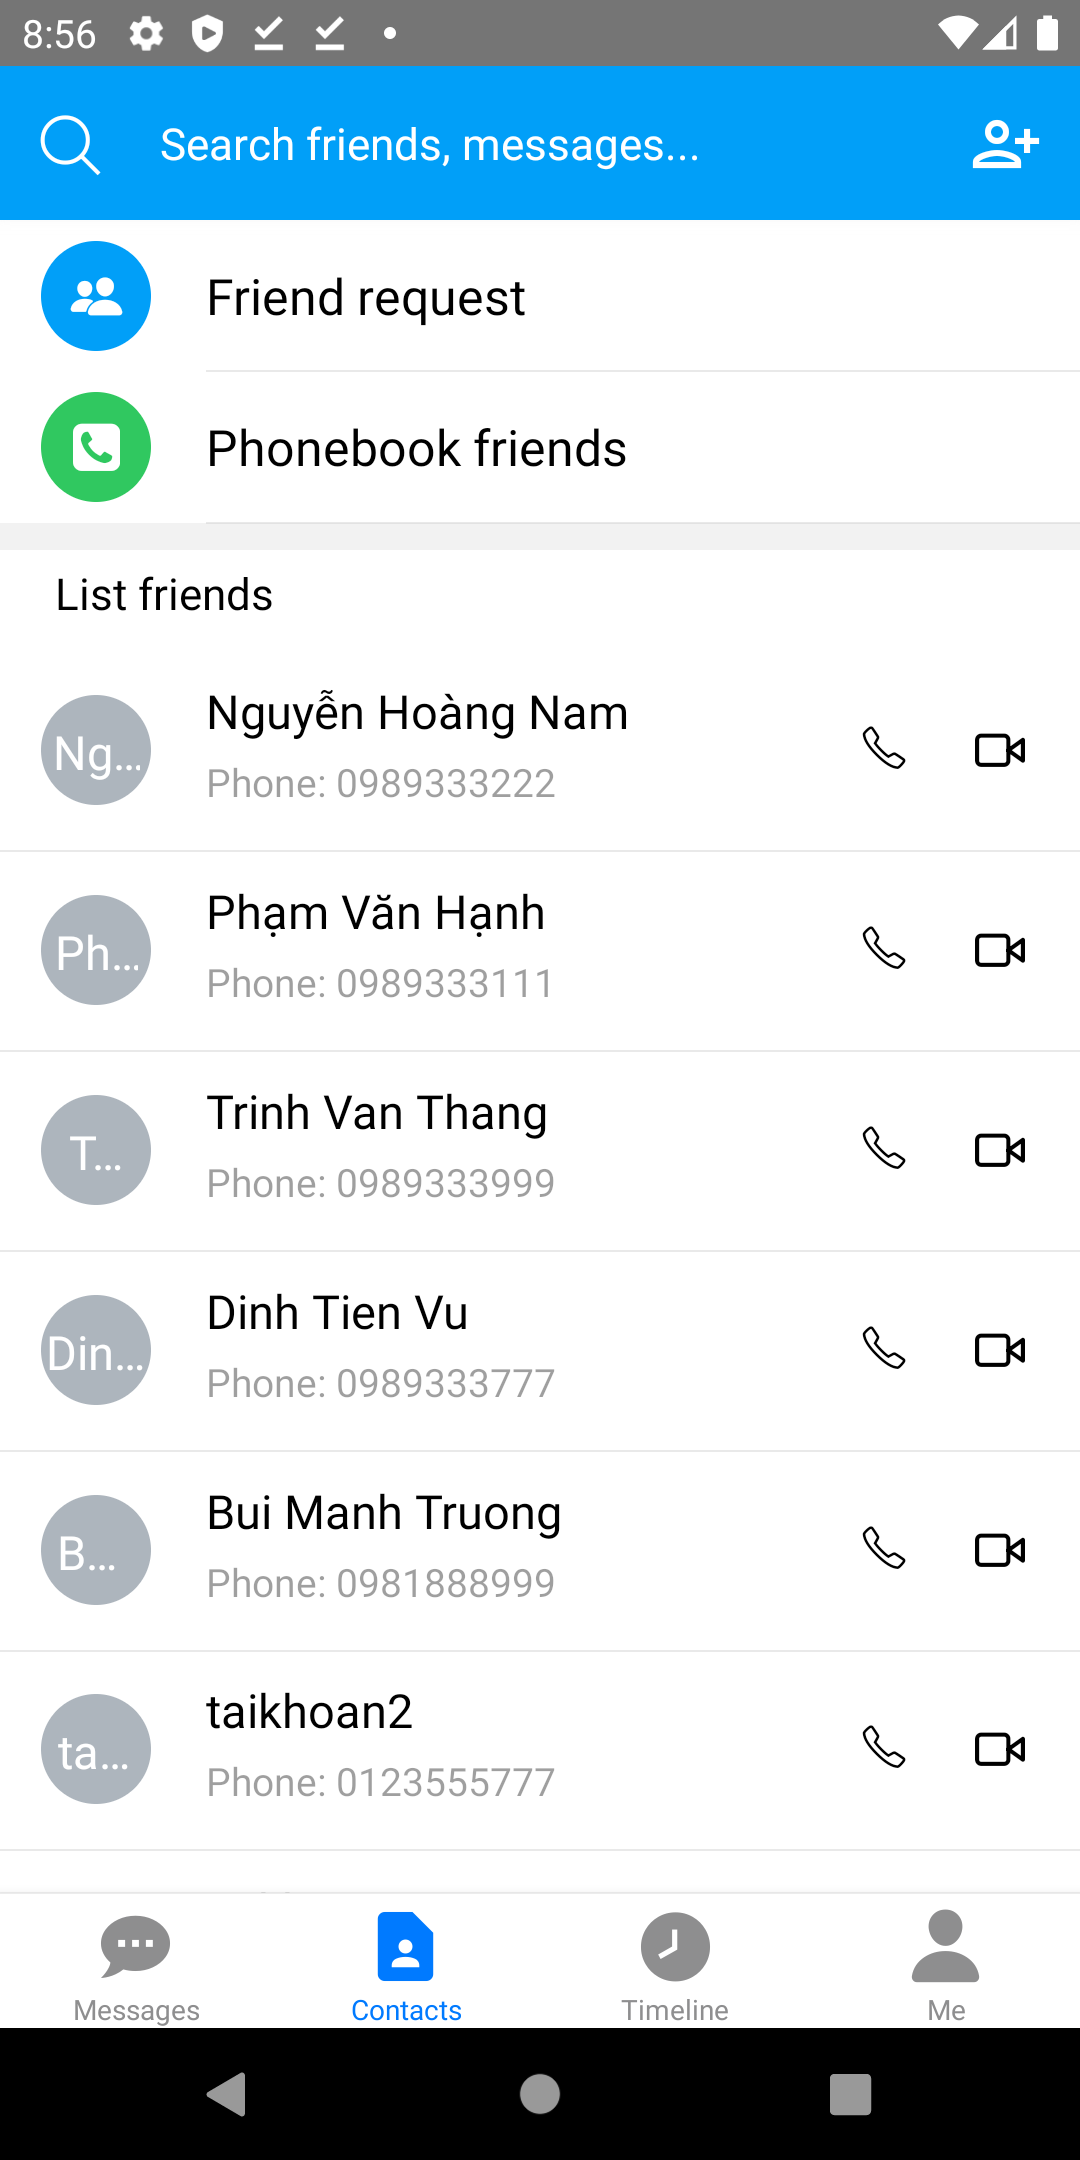 8:56
Search friends, messages...
Friend request
Phonebook friends
List friends
Ng...
Nguyễn Hoàng Nam
Phone: 0989333222
Ph...
Phạm Văn Hạnh
Phone: 0989333111
T...
Trinh Van Thang
Phone: 0989333999
Din...
Dinh Tien Vu
Phone: 0989333777
B...
Bui Manh Truong
Phone: 0981888999
ta...
taikhoan2
Phone: 0123555777
Messages
Contacts
Timeline
Me